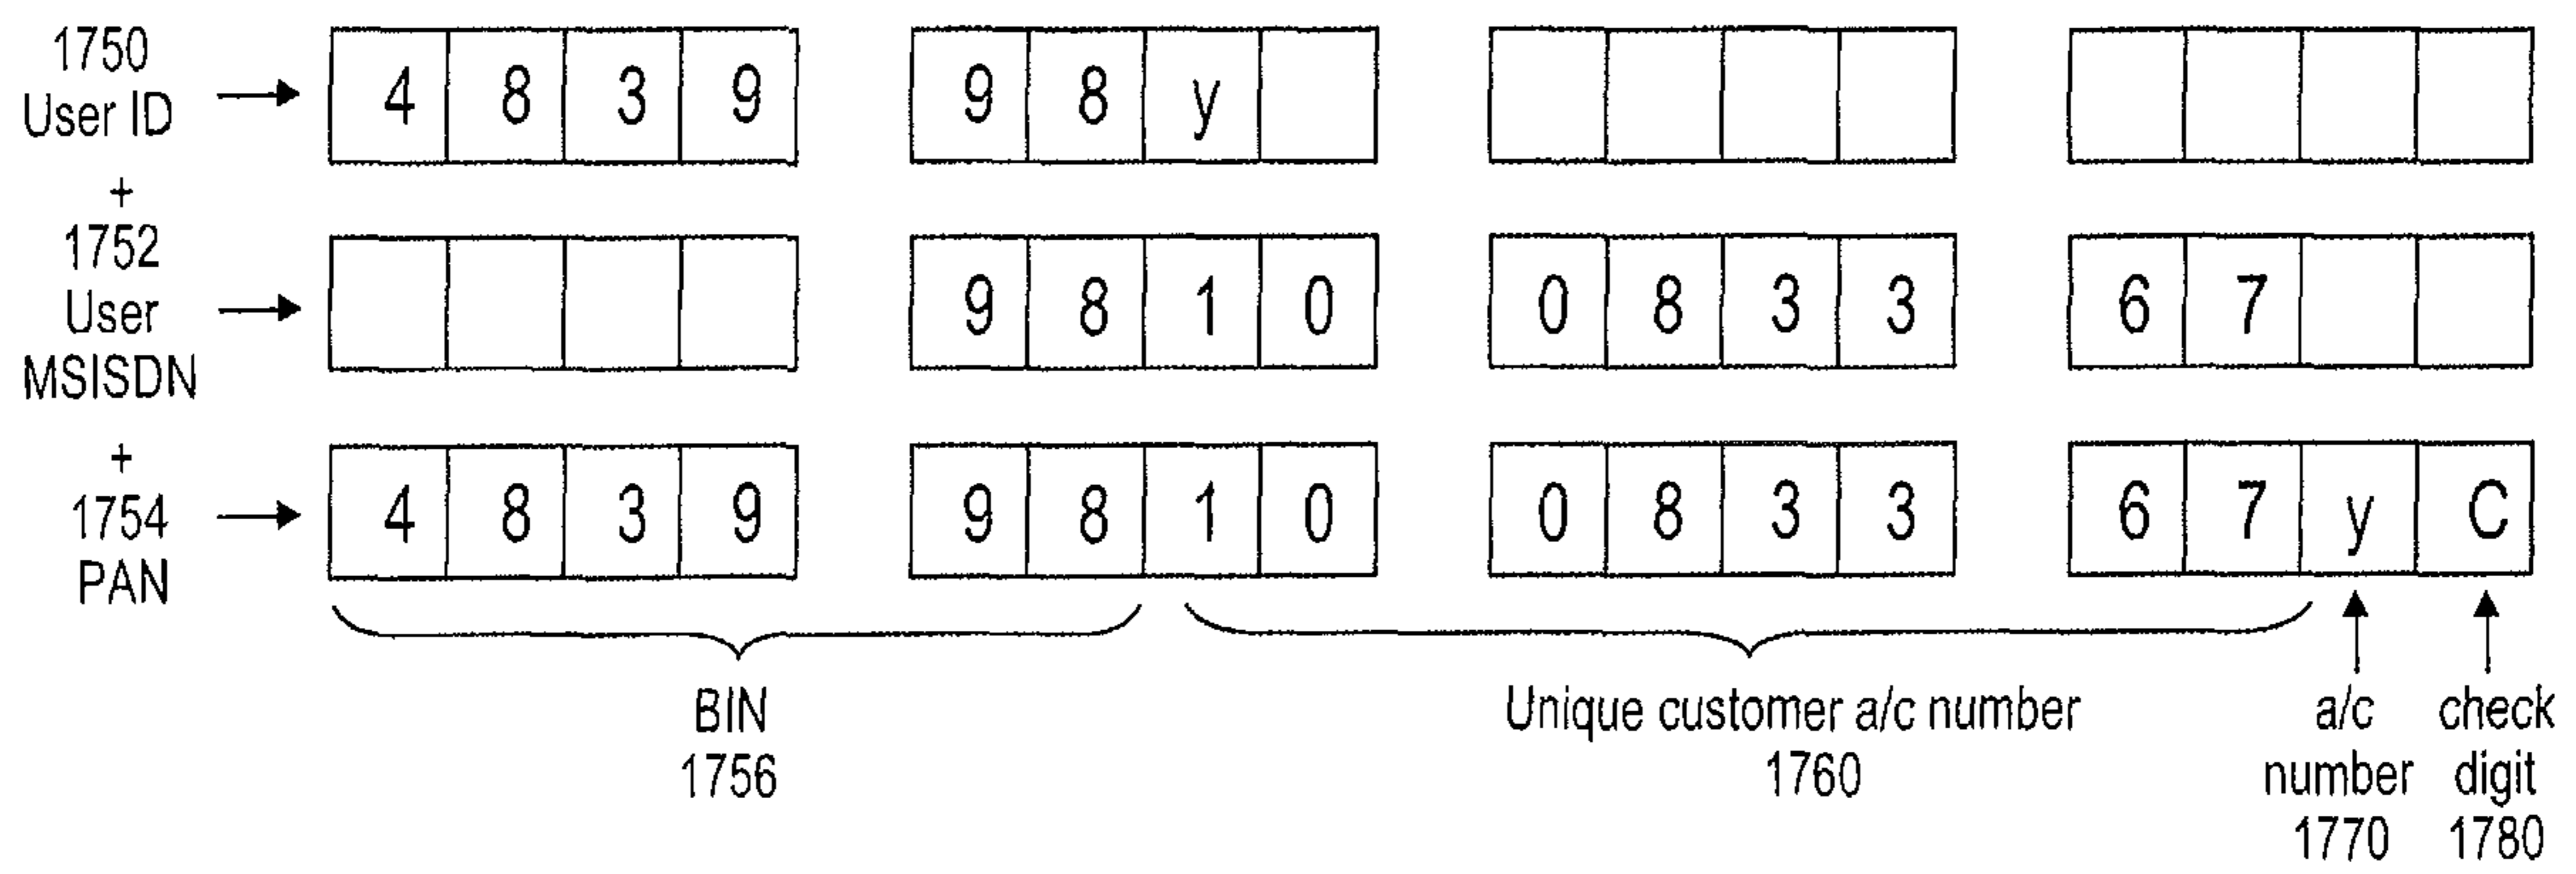 1750
User ID
4 8 3 9 9 8 y
+
1752
User
MSISDN
9 8 1 0 0 8 3 3 6 7
+
1754
PAN
4 8 3 9 9 8 1 0 0 8 3 3 6 7 y C
BIN
1756
Unique customer a/c number
1760
a/c
number
1770
check
digit
1780